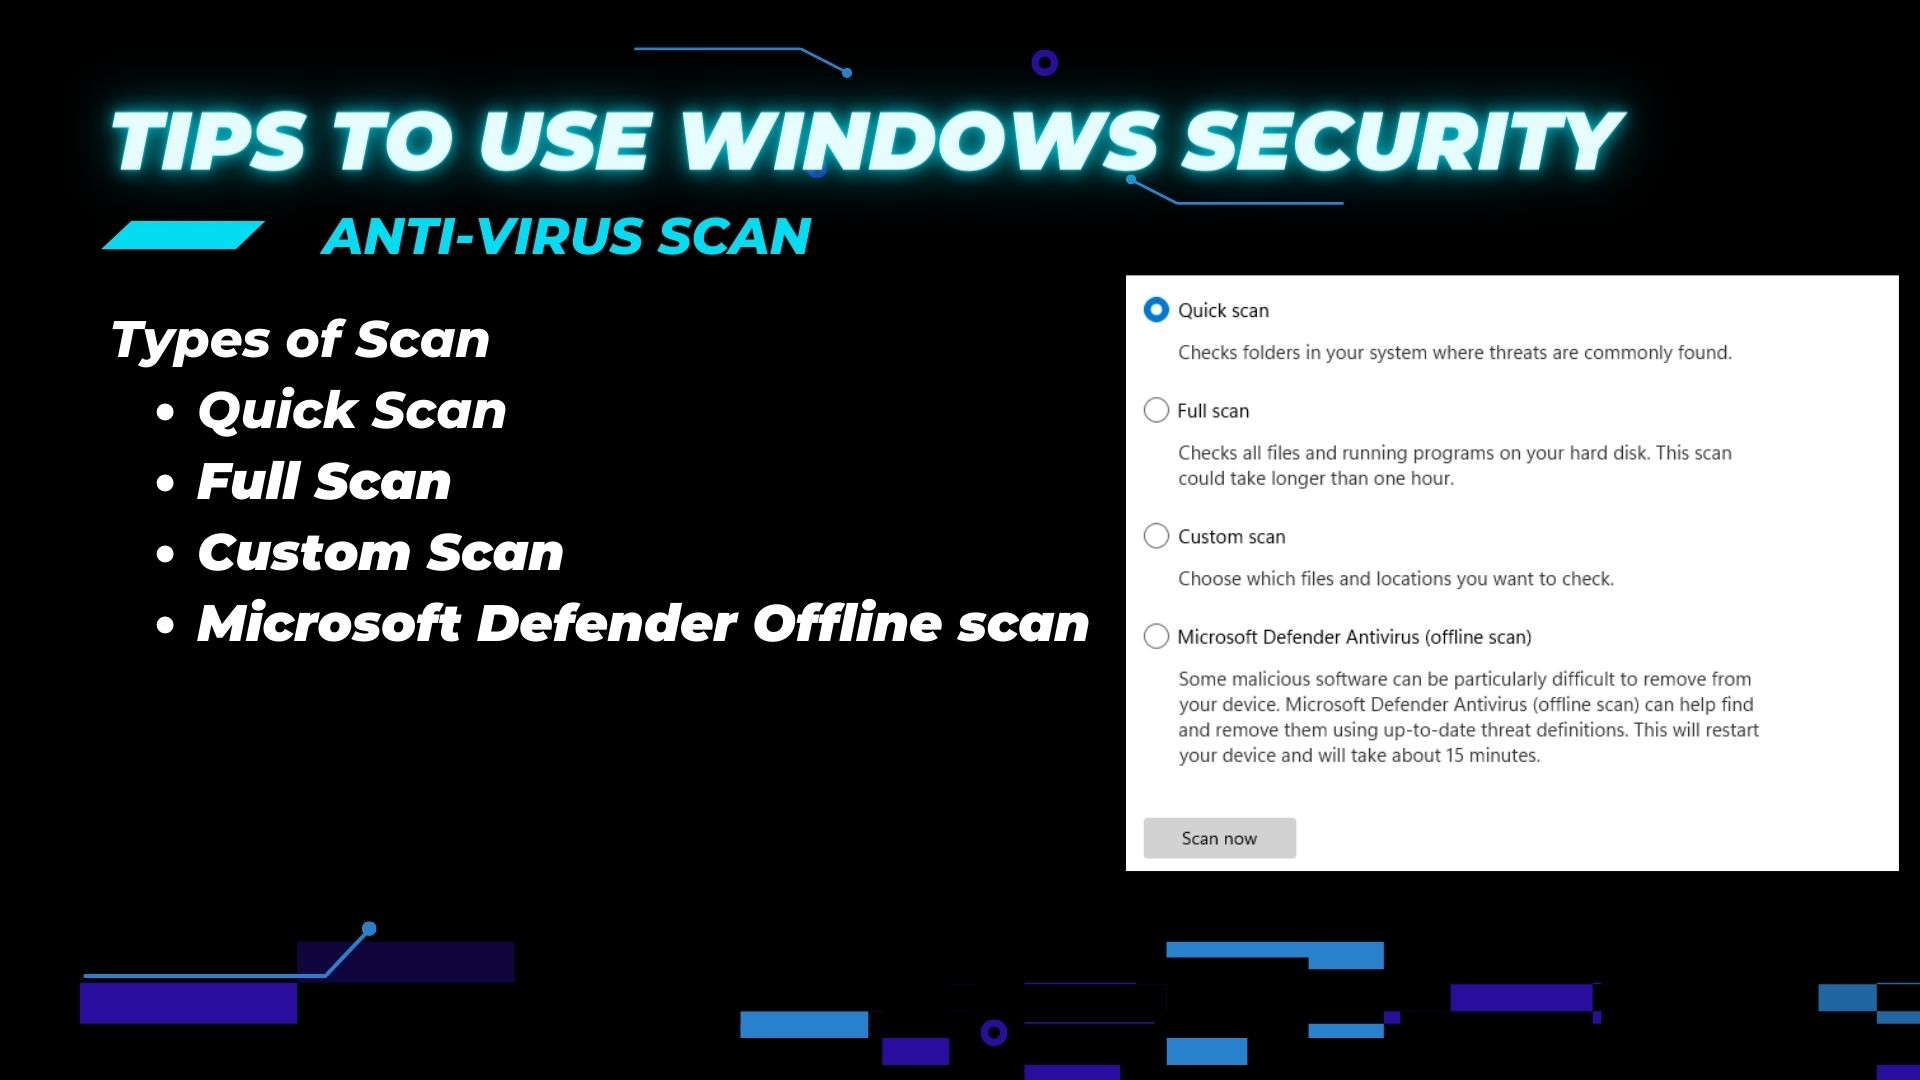 TIPS TO USE WINDOWS SECURITY
ANTI-VIRUS SCAN
Types of Scan
• Quick Scan
• Full Scan
• Custom Scan
• Microsoft Defender Offline scan
Quick scan
Checks folders in your system where threats are commonly found.
Full scan
Checks all files and running programs on your hard disk. This scan
could take longer than one hour.
Custom scan
Choose which files and locations you want to check.
Microsoft Defender Antivirus (offline scan)
Some malicious software can be particularly difficult to remove from
your device. Microsoft Defender Antivirus (offline scan) can help find
and remove them using up-to-date threat definitions. This will restart
your device and will take about 15 minutes.
Scan now